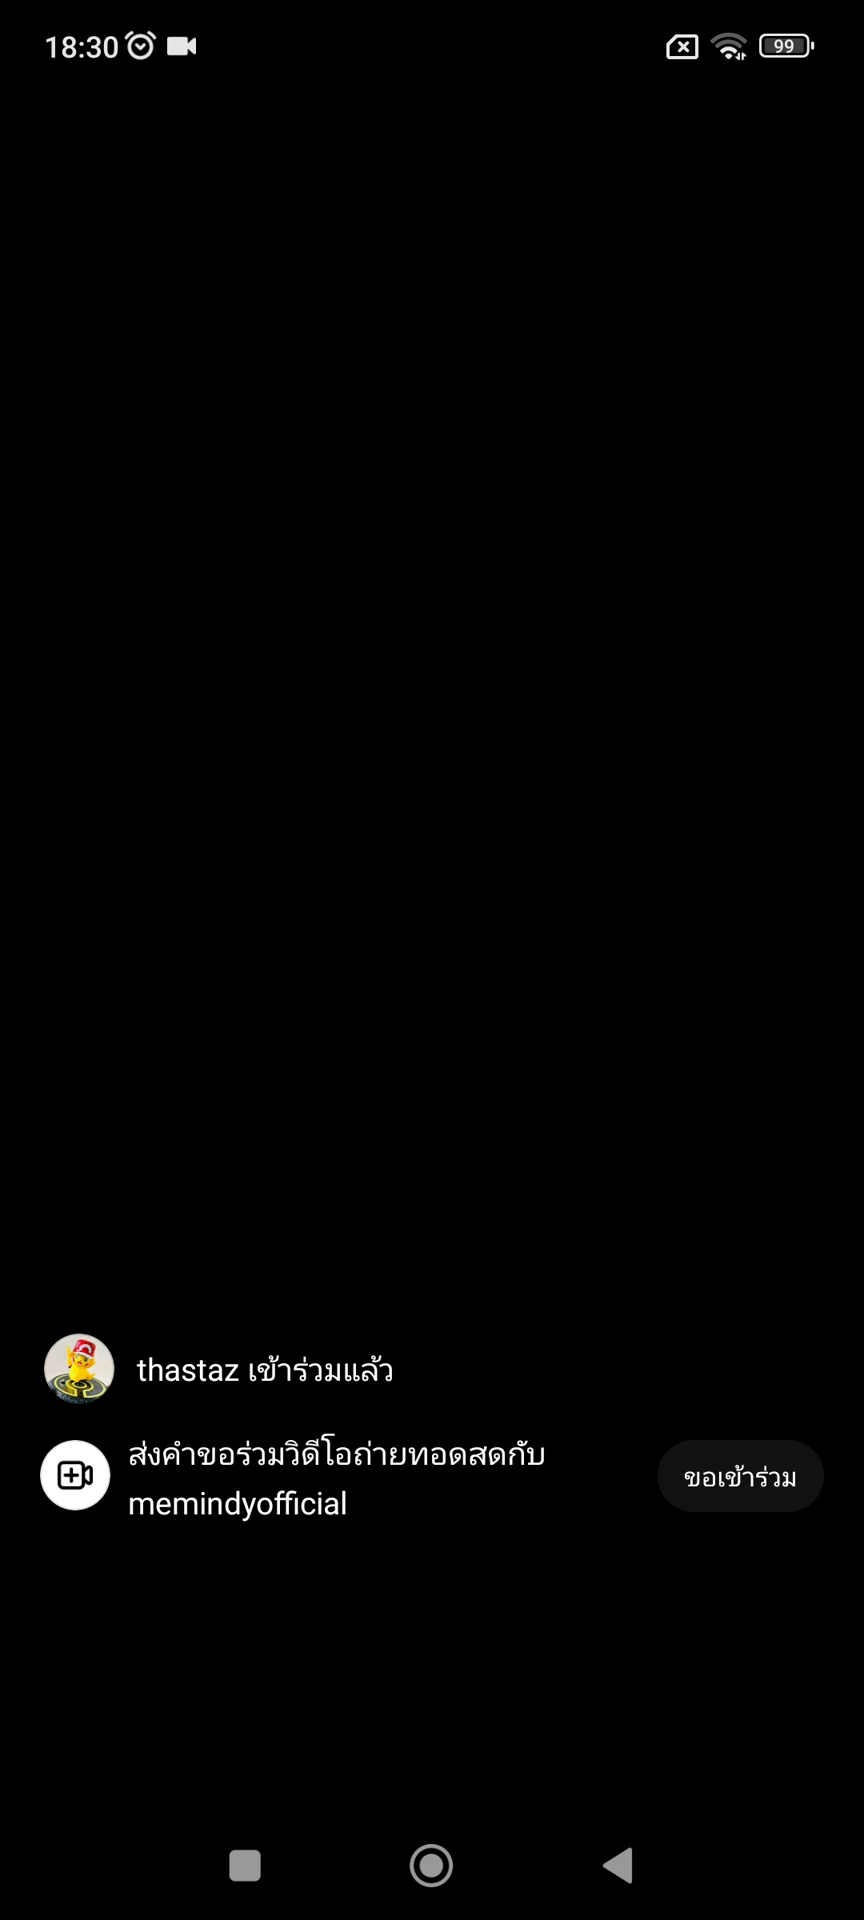 18:30
99
thastaz เข้าร่วมแล้ว
ส่งคำขอร่วมวิดีโอถ่ายทอดสดกับ
memindyofficial
ขอเข้าร่วม